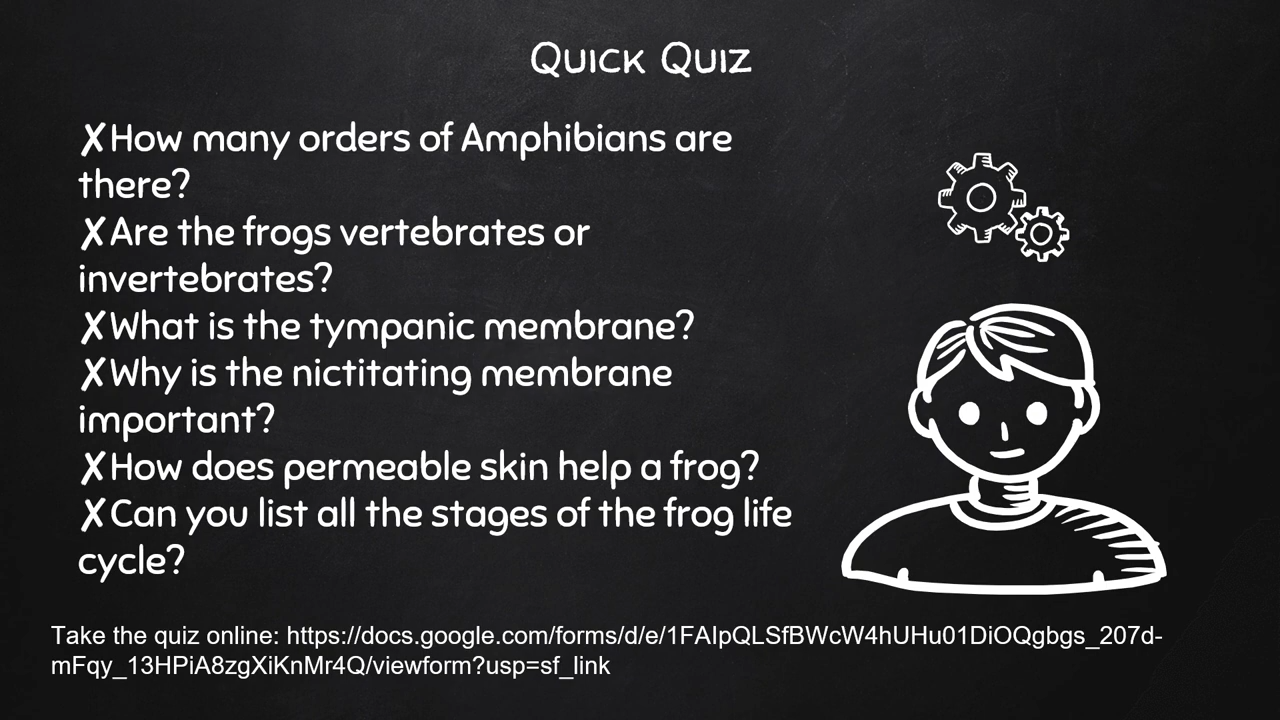 Quick Quiz
✗How many orders of Amphibians are
there?
✗Are the frogs vertebrates or
invertebrates?
✗What is the tympanic membrane?
✗Why is the nictitating membrane
important?
✗How does permeable skin help a frog?
✗Can you list all the stages of the frog life
cycle?
Take the quiz online: https://docs.google.com/forms/d/e/1FAIpQLSfBWcW4hUHu01DiOQgbgs_207d-
mFqy_13HPiA8zgXiKnMr4Q/viewform?usp=sf_link